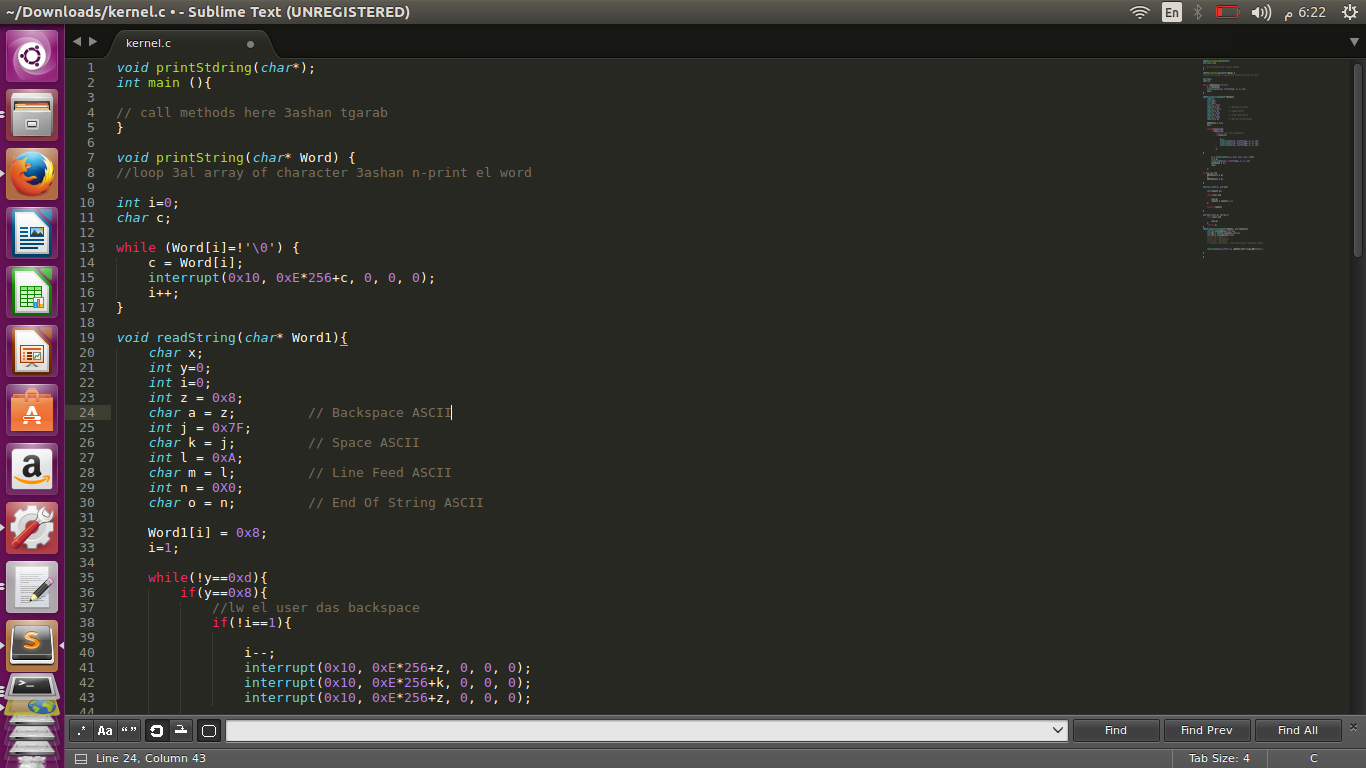 ~/Downloads/kernel.c • - Sublime Text (UNREGISTERED)
En
6:22 م
kernel.c
1 void printStdring(char*);
2 int main (){
3
4 // call methods here 3ashan tgarab
5 }
6
7 void printString(char* Word) {
8 //loop 3al array of character 3ashan n-print el word
9
10 int i=0;
11 char c;
12
13 while (Word[i]=!'\0') {
14 c = Word[i];
15 interrupt(0x10, 0xE*256+c, 0, 0, 0);
16 i++;
17 }
18
19 void readString(char* Word1){
20 char x;
21 int y=0;
22 int i=0;
23 int z = 0x8;
24 char a = z; // Backspace ASCII
25 int j = 0x7F;
26 char k = j; // Space ASCII
27 int l = 0xA;
28 char m = l; // Line Feed ASCII
29 int n = 0X0;
30 char o = n; // End Of String ASCII
31
32 Word1[i] = 0x8;
33 i=1;
34
35 while(!y==0xd){
36 if(y==0x8){
37 //lw el user das backspace
38 if(!i==1){
39
40 i--;
41 interrupt(0x10, 0xE*256+z, 0, 0, 0);
42 interrupt(0x10, 0xE*256+k, 0, 0, 0);
43 interrupt(0x10, 0xE*256+z, 0, 0, 0);
44
.* Aa “ ” Find Find Prev Find All
Line 24, Column 43 Tab Size: 4 C